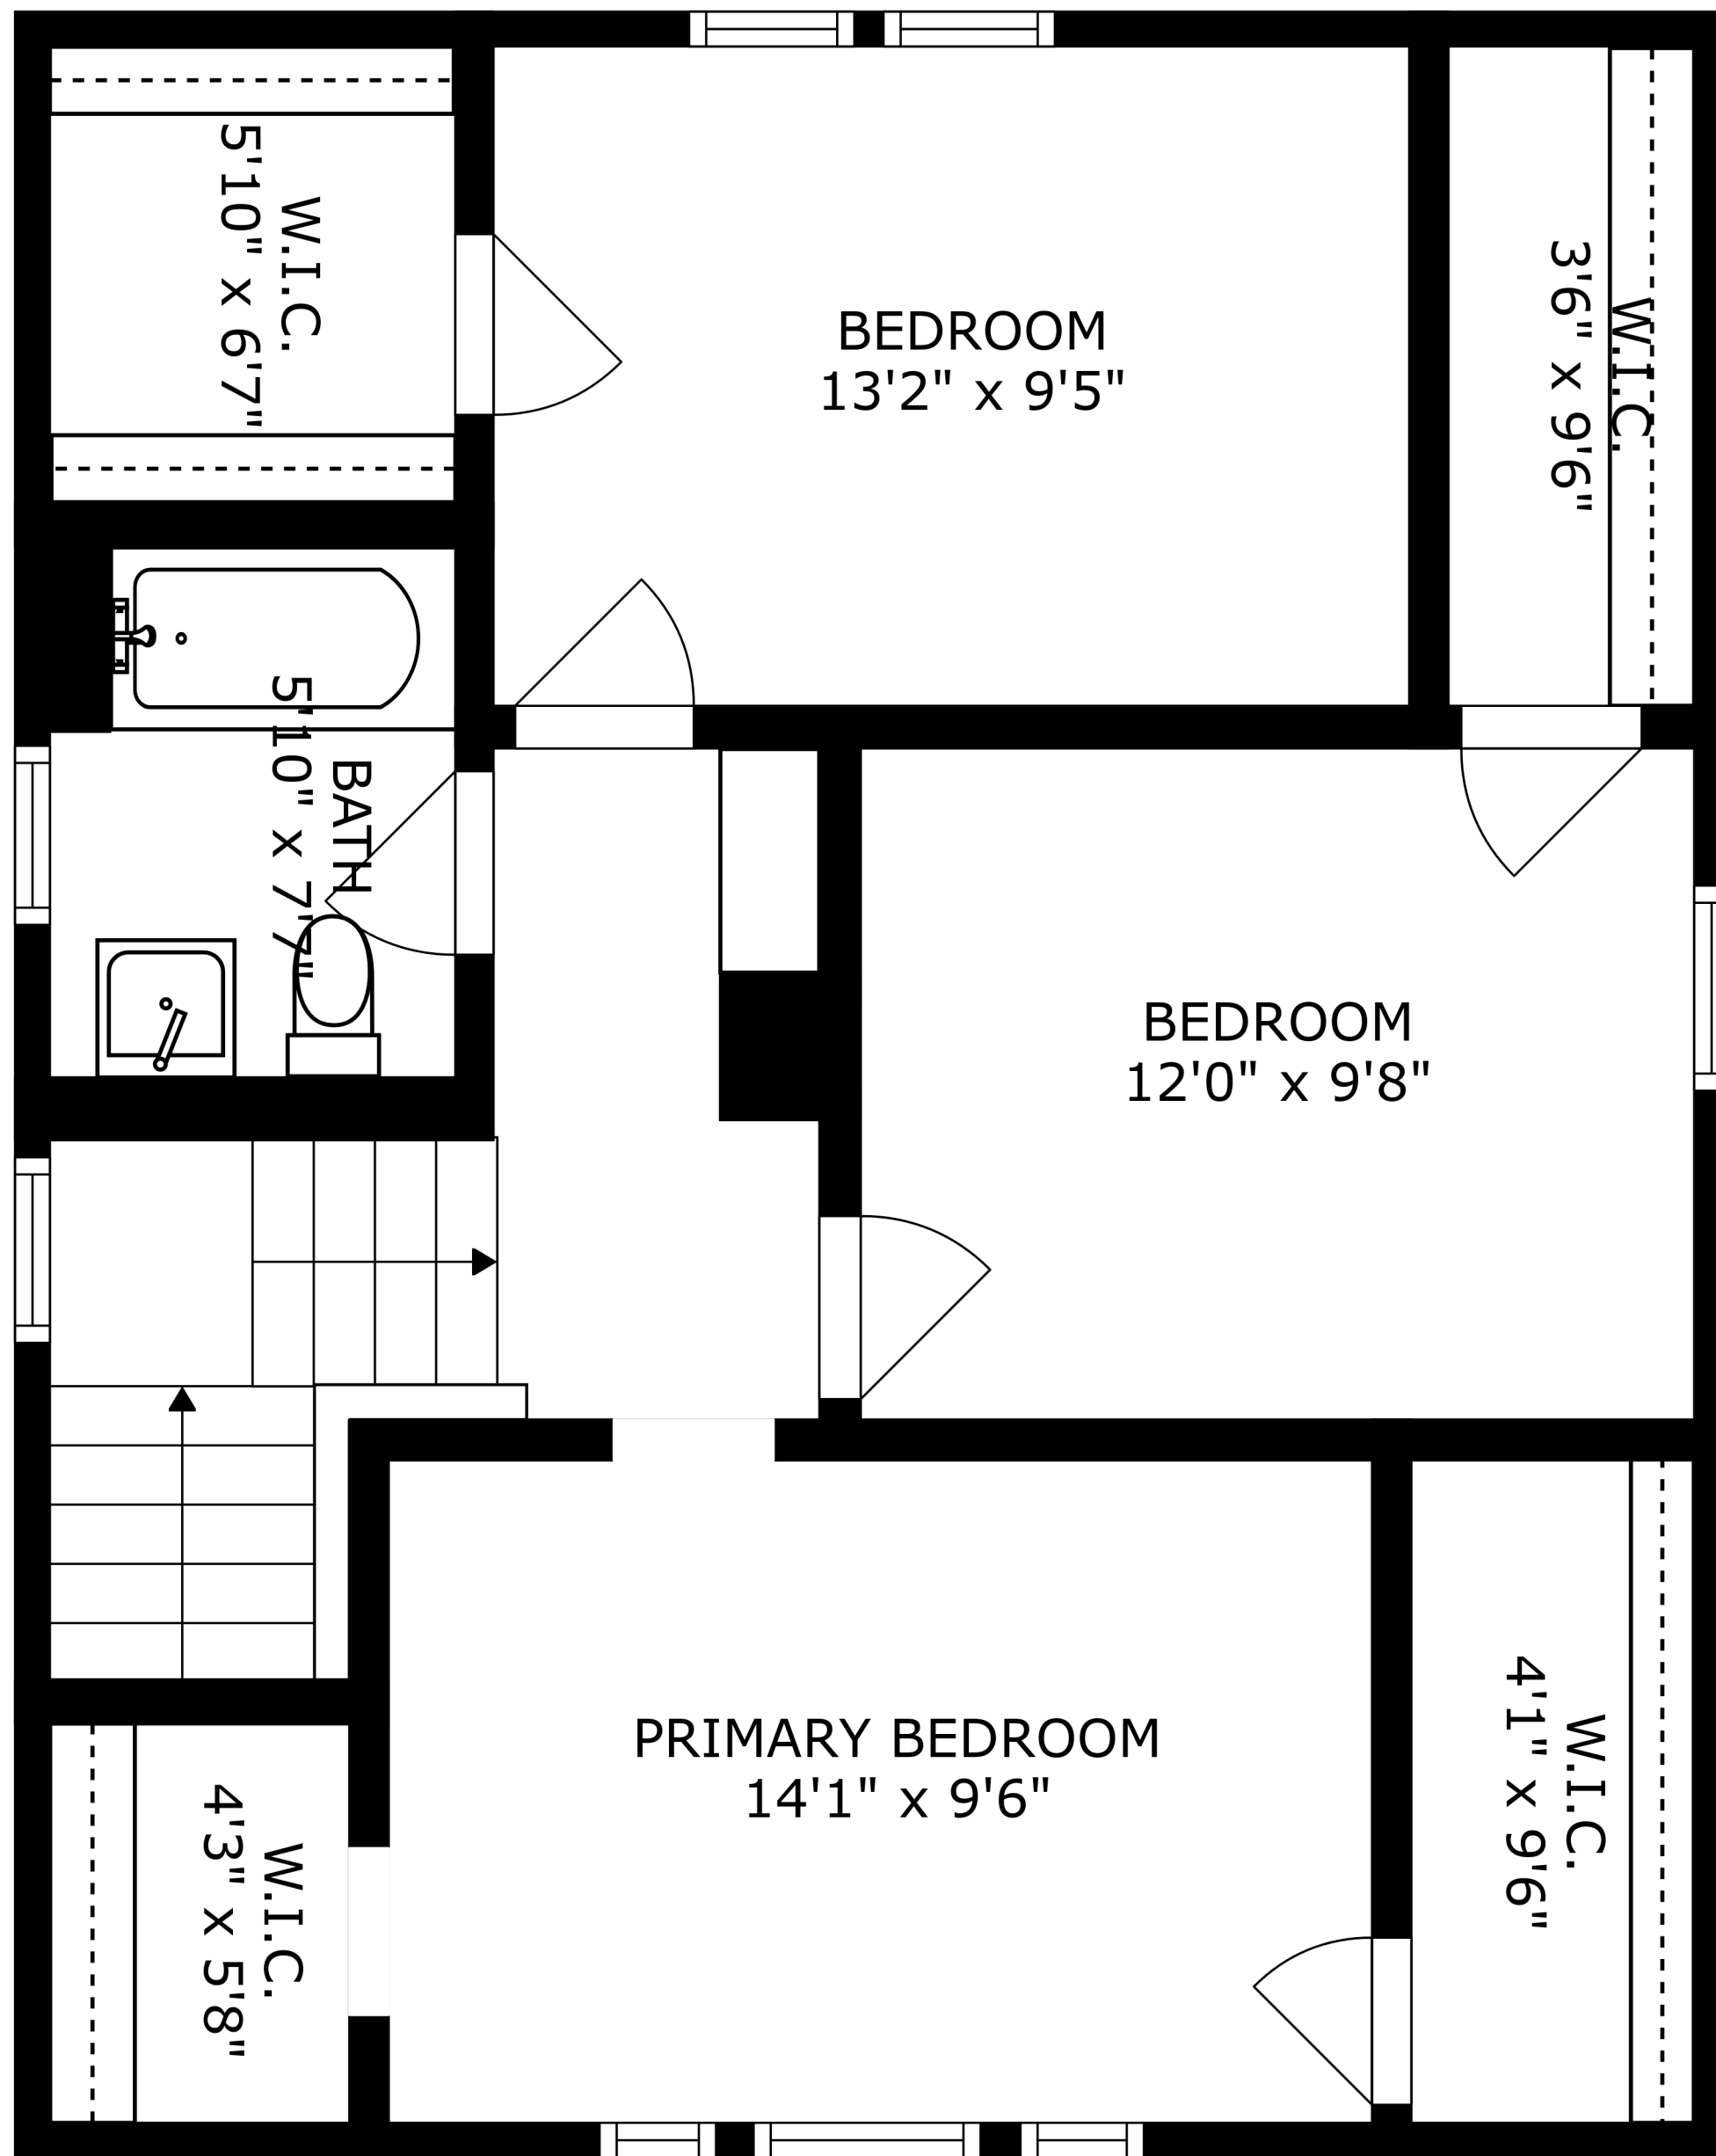 W.I.C.
5'10" x 6'7"
BEDROOM
13'2" x 9'5"
W.I.C.
3'6" x 9'6"
BATH
5'10" x 7'7"
BEDROOM
12'0" x 9'8"
PRIMARY BEDROOM
14'1" x 9'6"
W.I.C.
4'1" x 9'6"
W.I.C.
4'3" x 5'8"